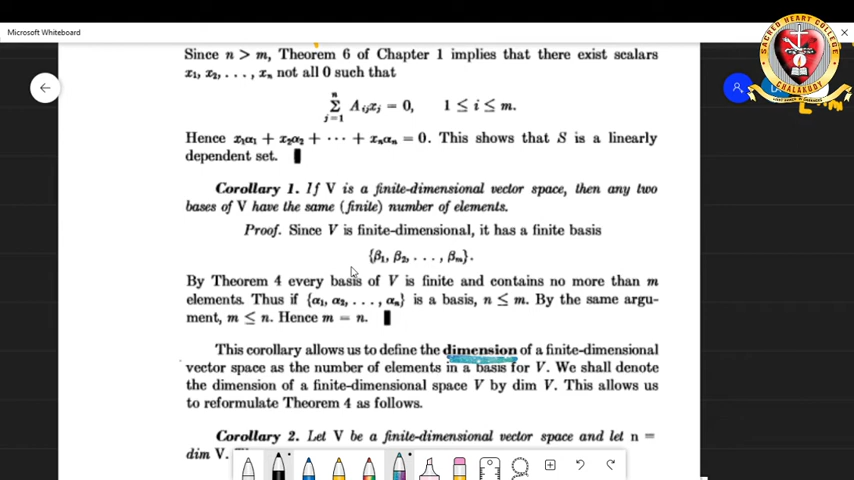 Microsoft Whiteboard
Since n > m, Theorem 6 of Chapter 1 implies that there exist scalars
x₁, x₂, . . . , xₙ not all 0 such that
n
Σ Aᵢⱼxⱼ = 0, 1 ≤ i ≤ m.
j=1
Hence x₁α₁ + x₂α₂ + · · · + xₙαₙ = 0. This shows that S is a linearly
dependent set. ▮
Corollary 1. If V is a finite-dimensional vector space, then any two
bases of V have the same (finite) number of elements.
Proof. Since V is finite-dimensional, it has a finite basis
{β₁, β₂, . . . , βₘ}.
By Theorem 4 every basis of V is finite and contains no more than m
elements. Thus if {α₁, α₂, . . . , αₙ} is a basis, n ≤ m. By the same argu-
ment, m ≤ n. Hence m = n. ▮
This corollary allows us to define the dimension of a finite-dimensional
vector space as the number of elements in a basis for V. We shall denote
the dimension of a finite-dimensional space V by dim V. This allows us
to reformulate Theorem 4 as follows.
Corollary 2. Let V be a finite-dimensional vector space and let n =
dim V.
SACRED HEART COLLEGE
CHALAKUDY